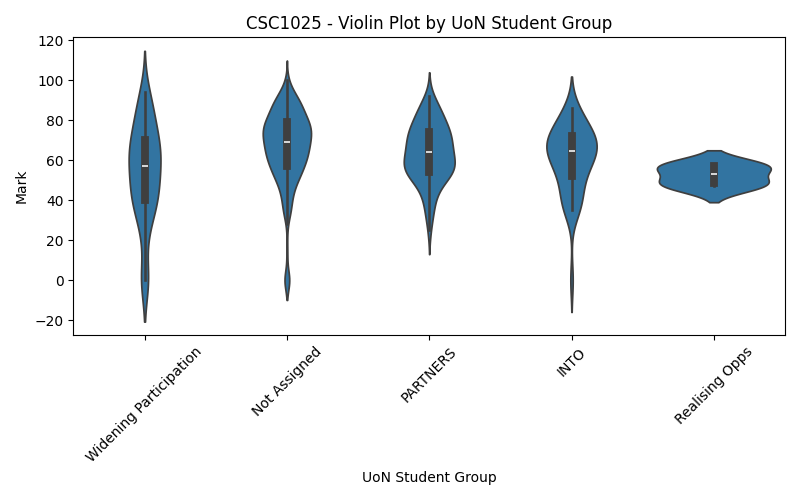 CSC1025 - Violin Plot by UoN Student Group
120
100
80
60
40
20
0
−20
Mark
Widening Participation
Not Assigned
PARTNERS
INTO
Realising Opps
UoN Student Group